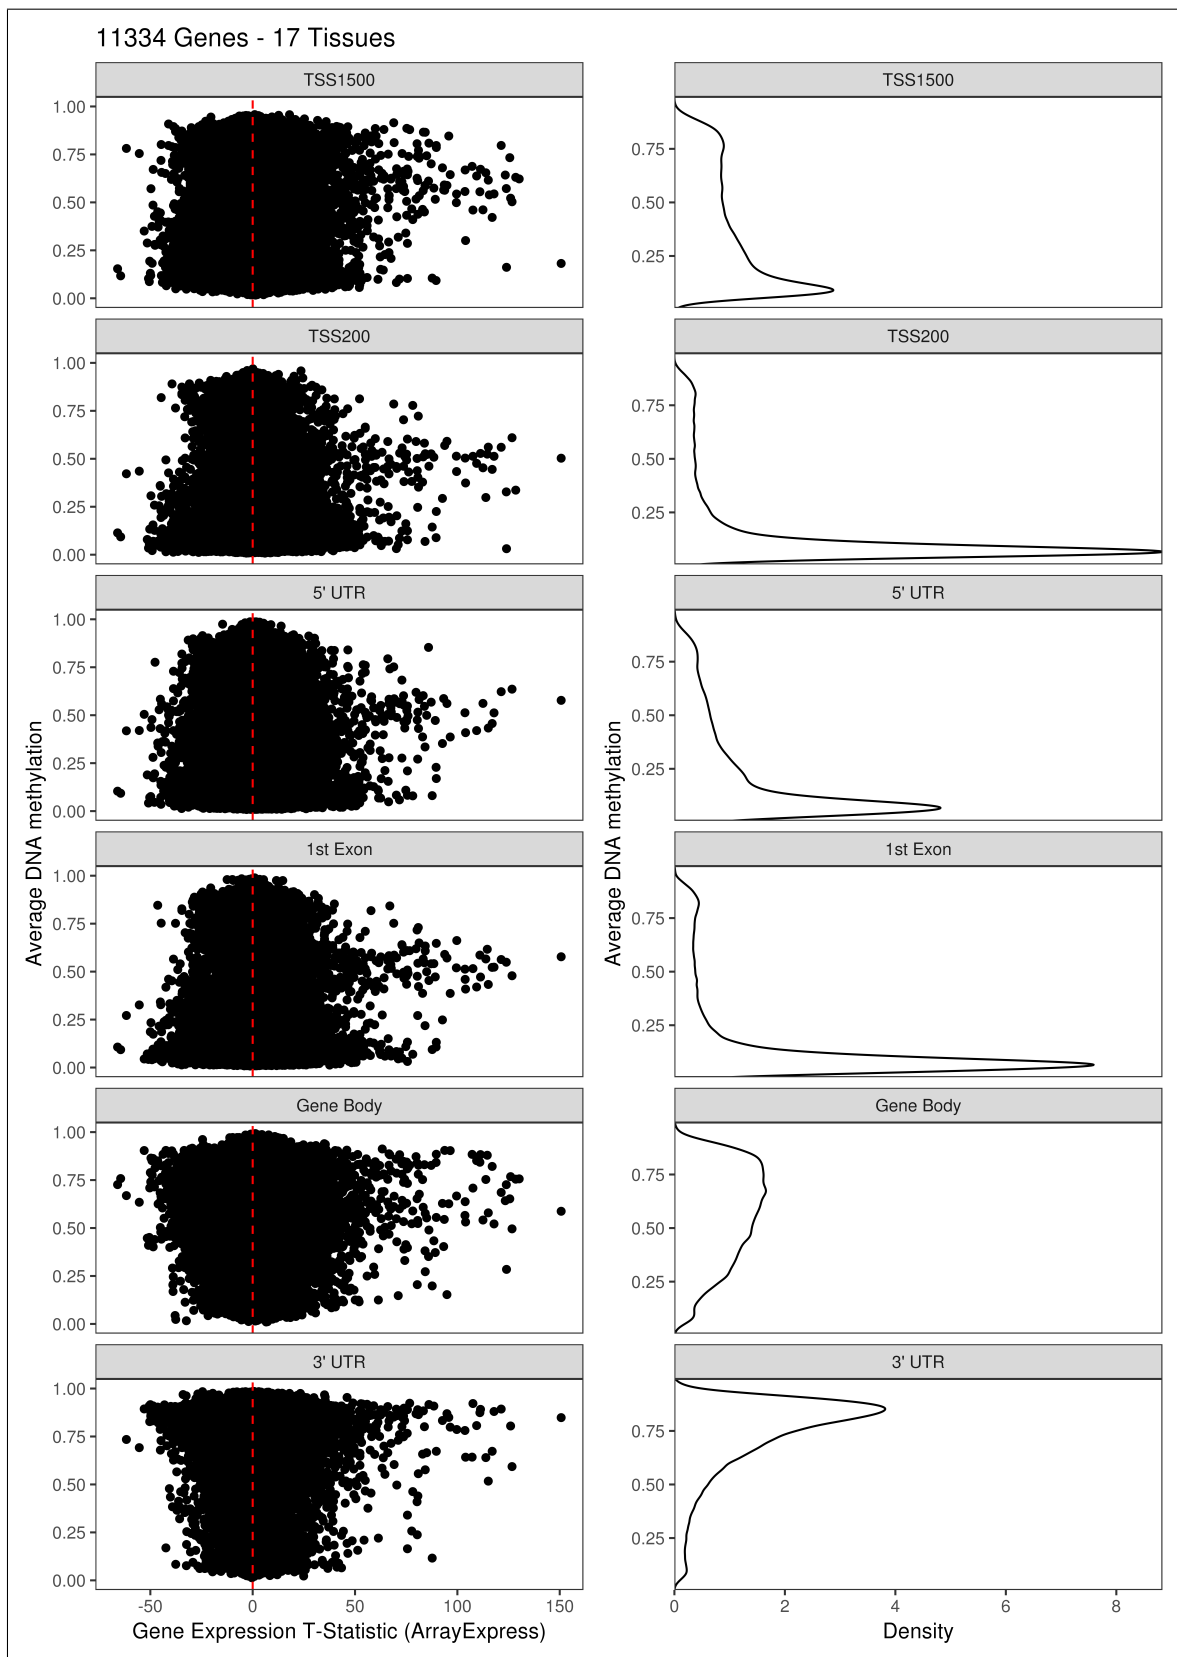 11334 Genes - 17 Tissues
TSS1500
1.00
0.75
0.50
0.25
0.00
TSS200
1.00
0.75
0.50
0.25
0.00
5' UTR
1.00
0.75
0.50
0.25
0.00
1st Exon
1.00
0.75
0.50
0.25
0.00
Gene Body
1.00
0.75
0.50
0.25
0.00
3' UTR
1.00
0.75
0.50
0.25
0.00
-50 0 50 100 150
Gene Expression T-Statistic (ArrayExpress)
Average DNA methylation
TSS1500
0.75
0.50
0.25
TSS200
0.75
0.50
0.25
5' UTR
0.75
0.50
0.25
1st Exon
0.75
0.50
0.25
Gene Body
0.75
0.50
0.25
3' UTR
0.75
0.50
0.25
0 2 4 6 8
Density
Average DNA methylation